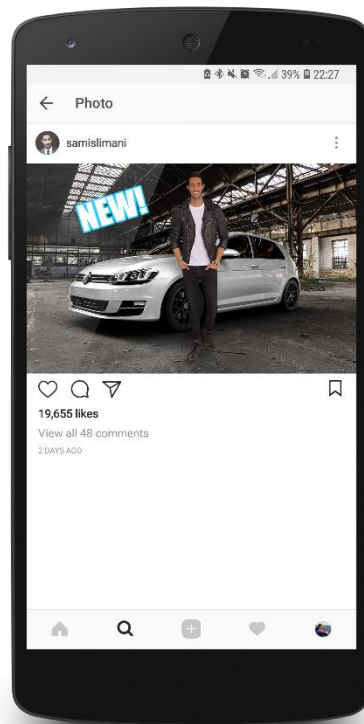 39% 22:27
Photo
samislimani
NEW!
19,655 likes
View all 48 comments
2 DAYS AGO